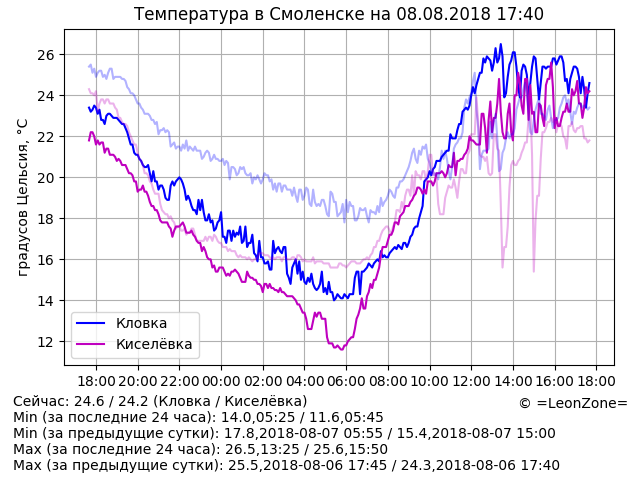 Температура в Смоленске на 08.08.2018 17:40
градусов Цельсия, °C
26
24
22
20
18
16
14
12
Кловка
Киселёвка
18:00 20:00 22:00 00:00 02:00 04:00 06:00 08:00 10:00 12:00 14:00 16:00 18:00
Сейчас: 24.6 / 24.2 (Кловка / Киселёвка)
© =LeonZone=
Min (за последние 24 часа): 14.0,05:25 / 11.6,05:45
Min (за предыдущие сутки): 17.8,2018-08-07 05:55 / 15.4,2018-08-07 15:00
Max (за последние 24 часа): 26.5,13:25 / 25.6,15:50
Max (за предыдущие сутки): 25.5,2018-08-06 17:45 / 24.3,2018-08-06 17:40